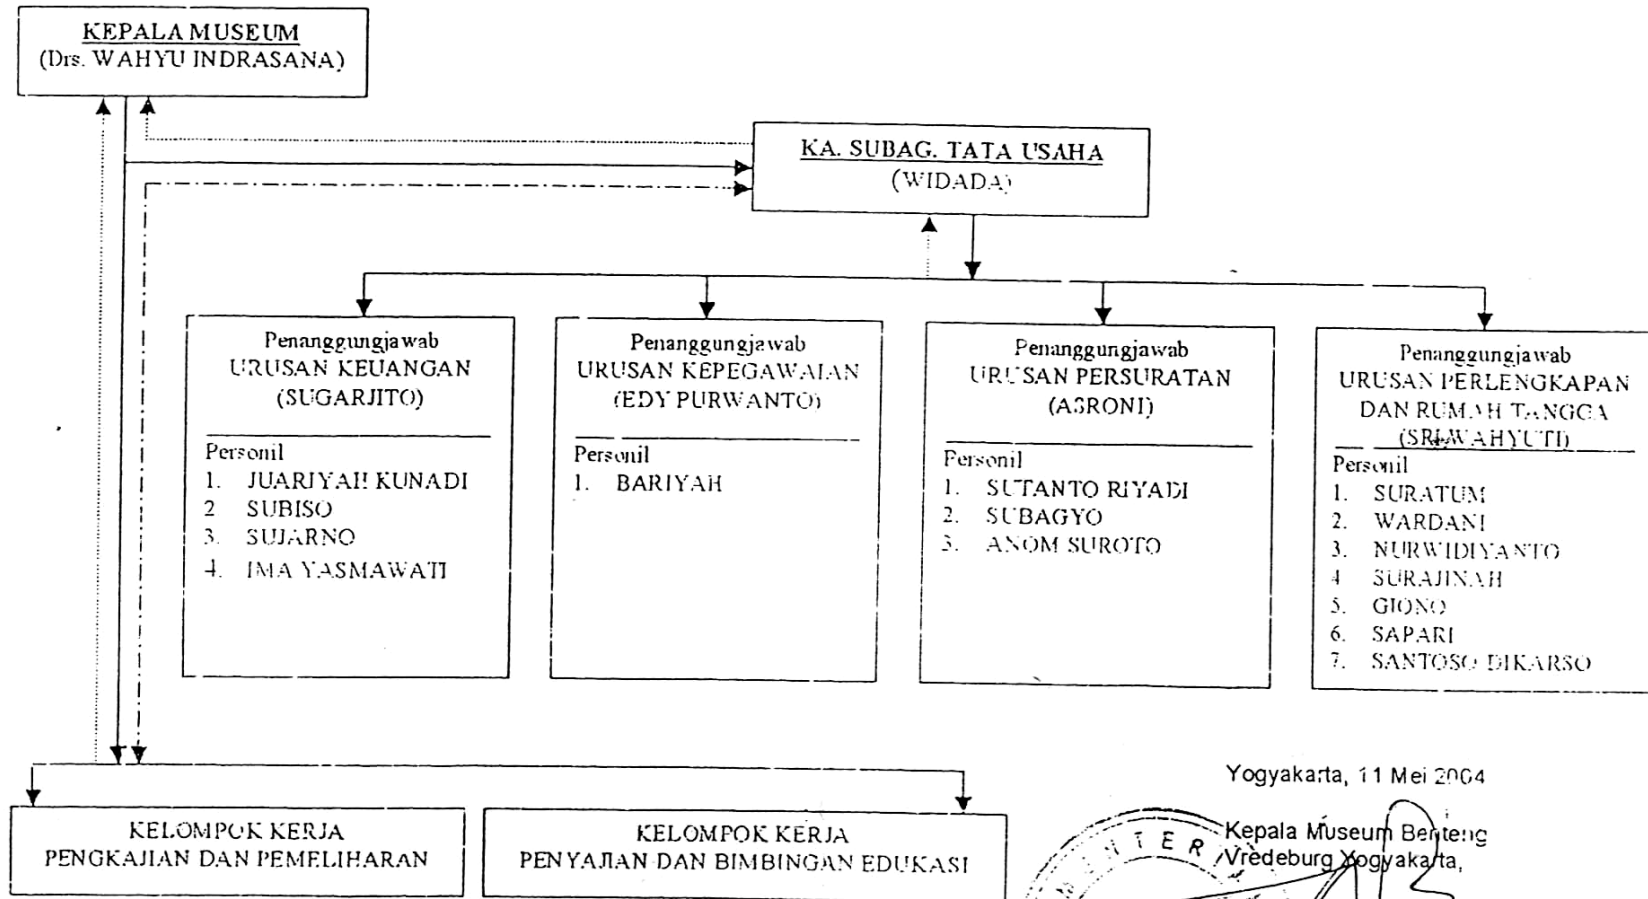 KEPALA MUSEUM
(Drs. WAHYU INDRASANA)
KA. SUBAG. TATA USAHA
(WIDADA)
Penanggungjawab
URUSAN KEUANGAN
(SUGARJITO)
Personil
1. JUARIYAH KUNADI
2 SUBISO
3. SUJARNO
4. IMA YASMAWATI
Penanggungjawab
URUSAN KEPEGAWAIAN
(EDY PURWANTO)
Personil
1. BARIYAH
Penanggungjawab
URUSAN PERSURATAN
(ASRONI)
Personil
1. SUTANTO RIYADI
2. SUBAGYO
3. ANOM SUROTO
Penanggungjawab
URUSAN PERLENGKAPAN
DAN RUMAH TANGGA
(SRI WAHYUTI)
Personil
1. SURATUM
2. WARDANI
3. NURWIDIYANTO
4 SURAJINAH
5. GIONO
6. SAPARI
7. SANTOSO DIKARSO
KELOMPOK KERJA
PENGKAJIAN DAN PEMELIHARAN
KELOMPOK KERJA
PENYAJIAN DAN BIMBINGAN EDUKASI
Yogyakarta, 11 Mei 2004
Kepala Museum Benteng
Vredeburg Yogyakarta,